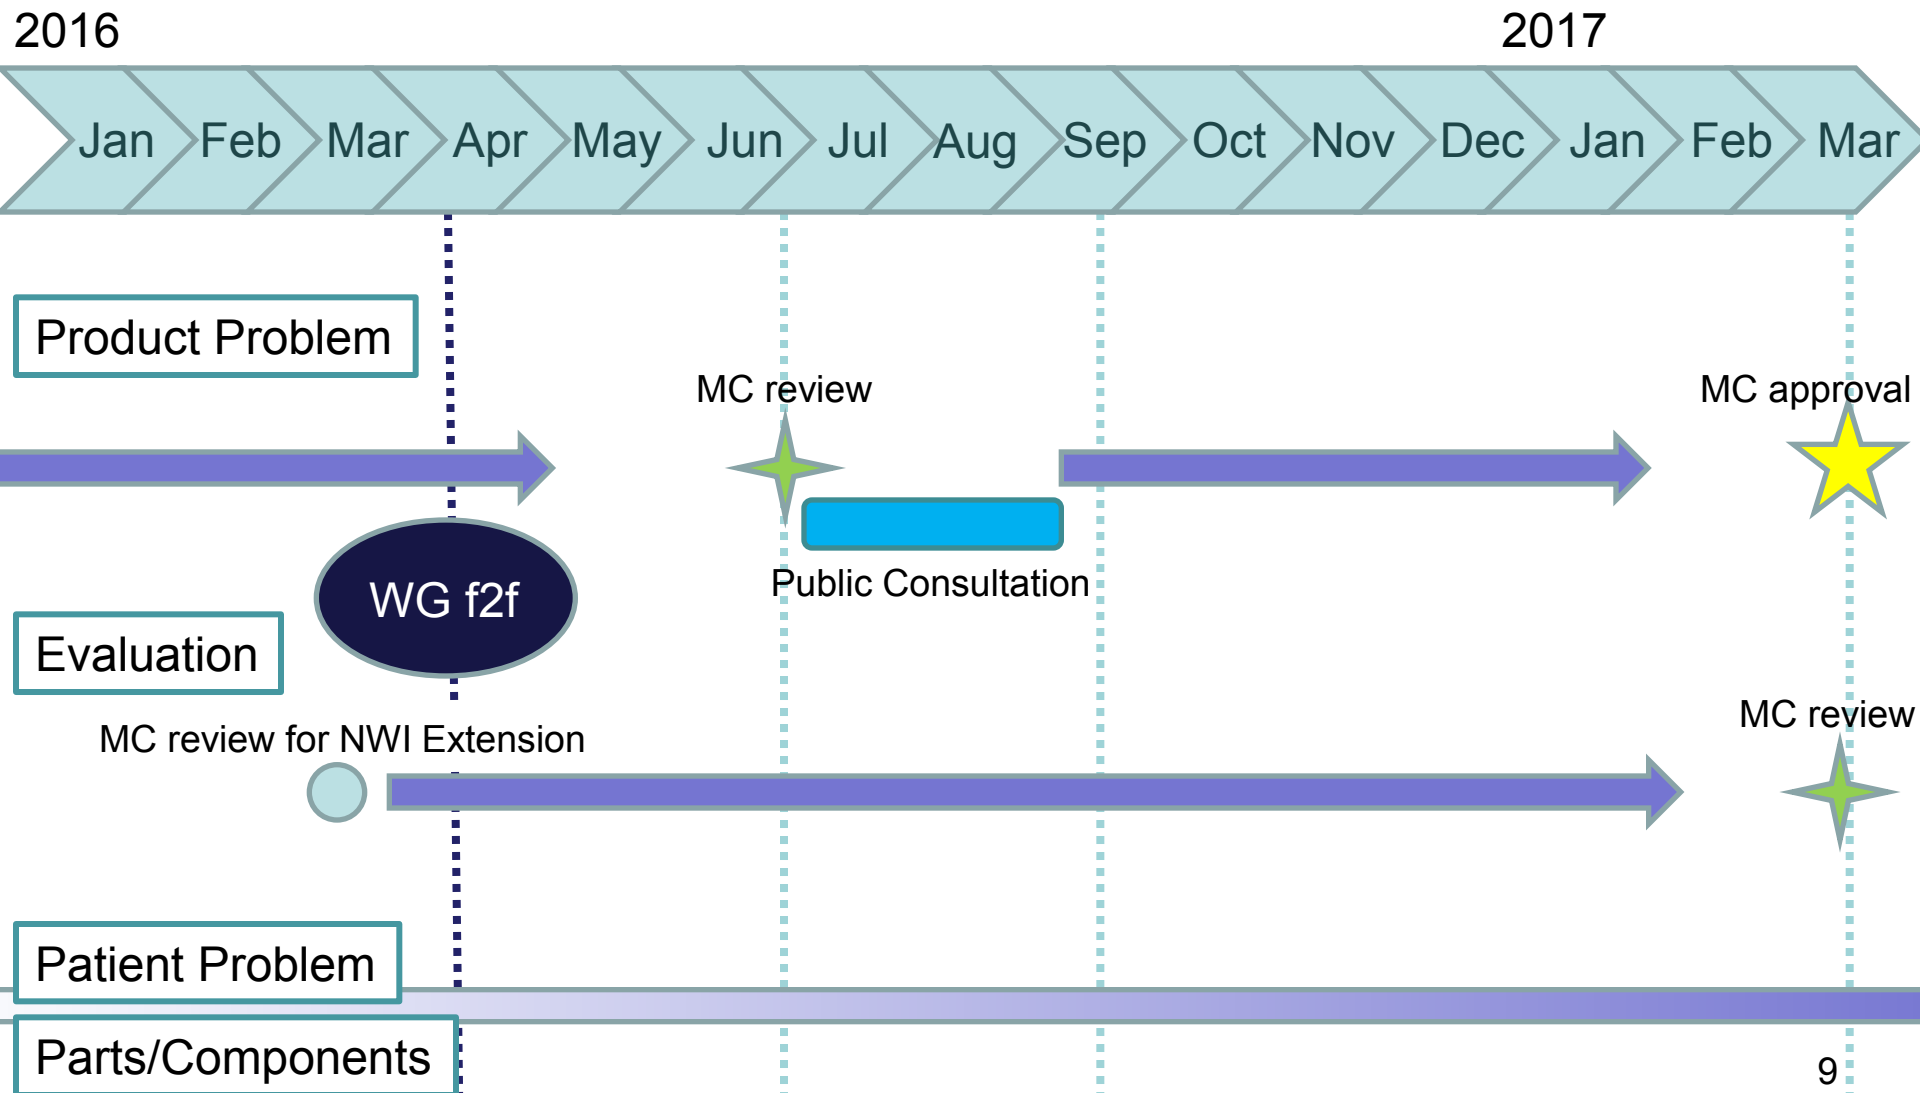 2016
2017
Jan Feb Mar Apr May Jun Jul Aug Sep Oct Nov Dec Jan Feb Mar
Product Problem
MC review
MC approval
WG f2f
Public Consultation
Evaluation
MC review for NWI Extension
MC review
Patient Problem
Parts/Components
9